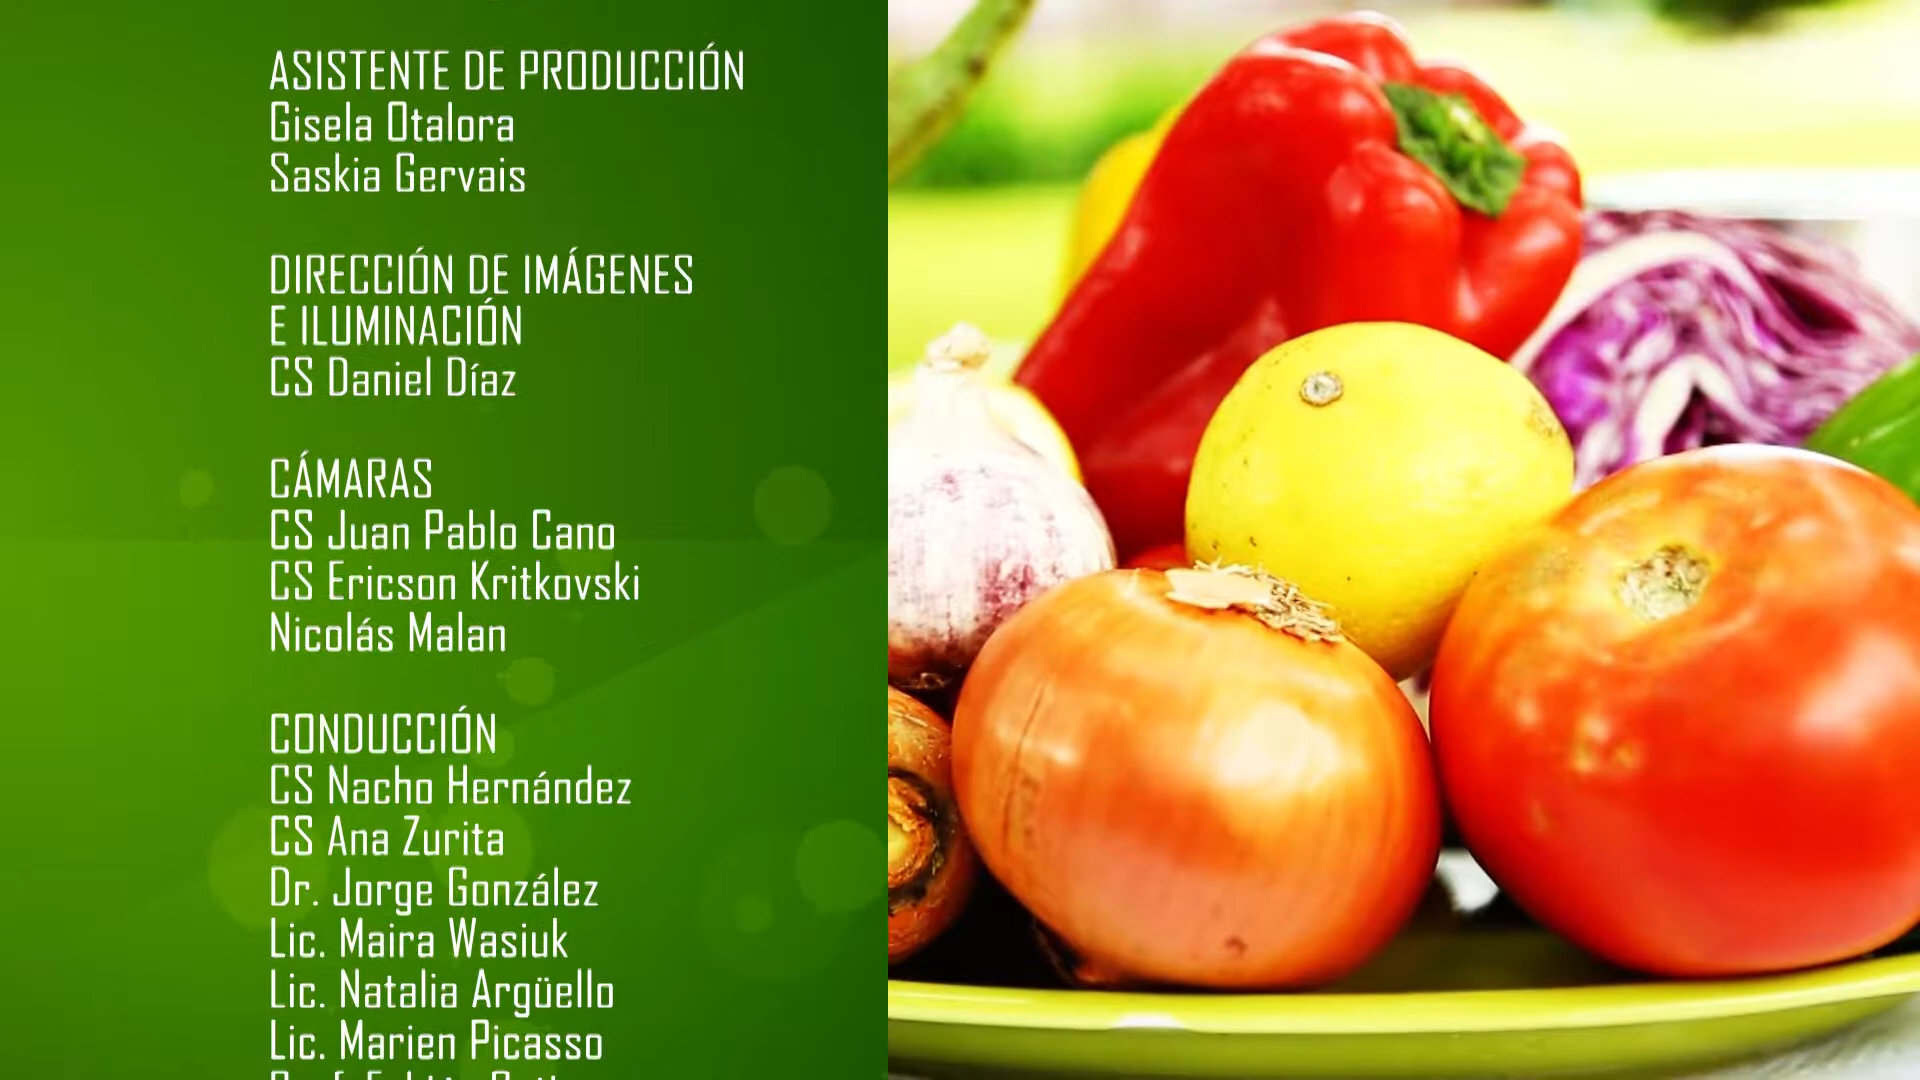 ASISTENTE DE PRODUCCIÓN
Gisela Otalora
Saskia Gervais
DIRECCIÓN DE IMÁGENES
E ILUMINACIÓN
CS Daniel Díaz
CÁMARAS
CS Juan Pablo Cano
CS Ericson Kritkovski
Nicolás Malan
CONDUCCIÓN
CS Nacho Hernández
CS Ana Zurita
Dr. Jorge González
Lic. Maira Wasiuk
Lic. Natalia Argüello
Lic. Marien Picasso